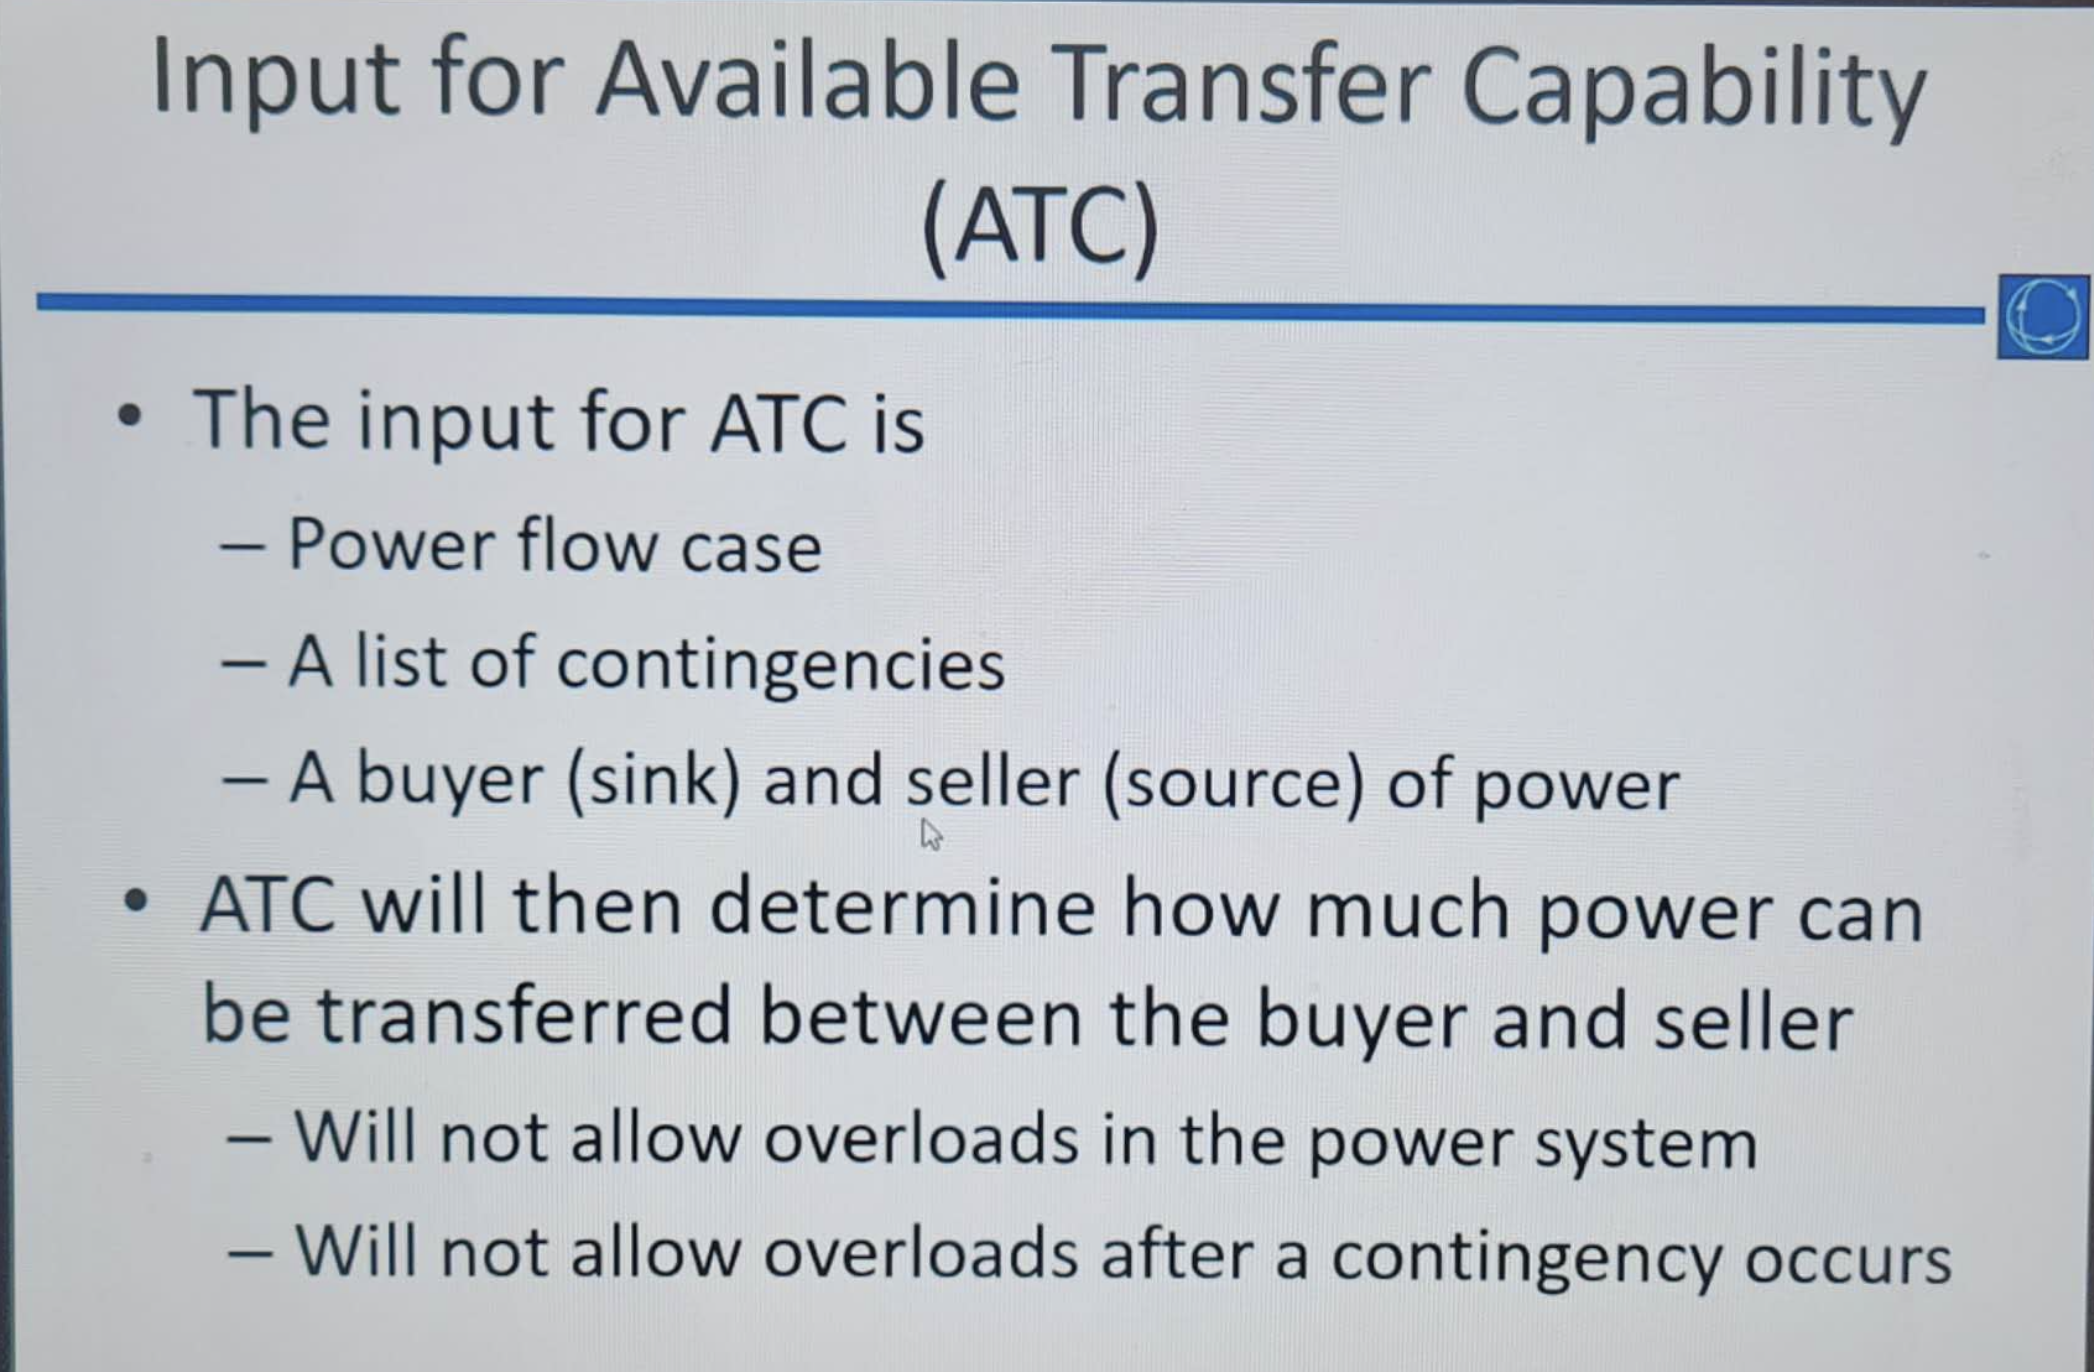 Input for Available Transfer Capability
(ATC)
• The input for ATC is
– Power flow case
– A list of contingencies
– A buyer (sink) and seller (source) of power
• ATC will then determine how much power can
be transferred between the buyer and seller
– Will not allow overloads in the power system
– Will not allow overloads after a contingency occurs